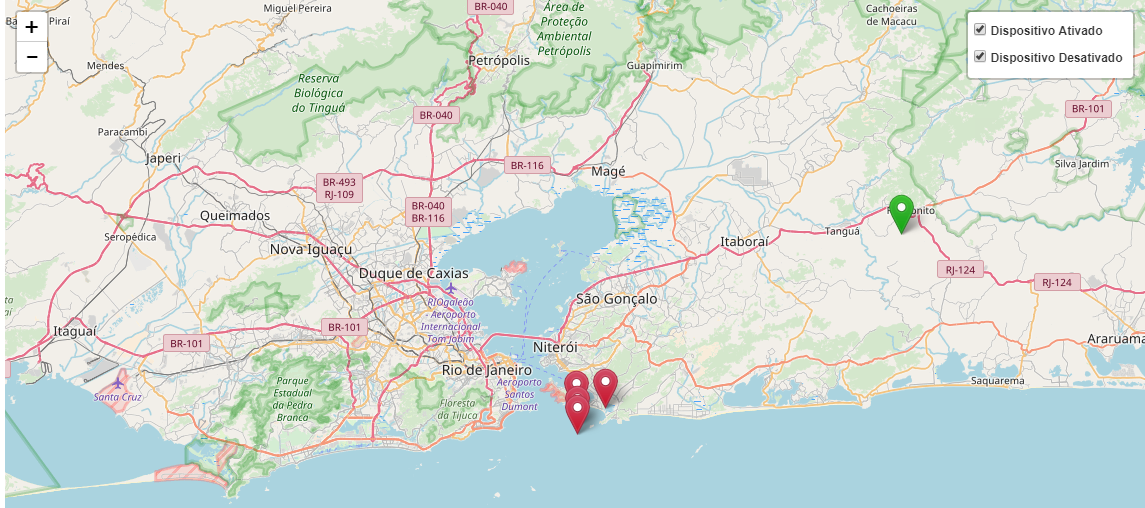 +
−
Piraí
Miguel Pereira
BR-040
Área de
Proteção
Ambiental
Petrópolis
Cachoeiras
de Macacu
Dispositivo Ativado
Dispositivo Desativado
Mendes
Petrópolis
Guapimirim
Reserva
Biológica
do Tinguá
BR-040
BR-101
Paracambi
Japeri
BR-116
Magé
Silva Jardim
BR-493
RJ-109
Queimados
BR-040
BR-116
Seropédica
Nova Iguaçu
Itaboraí
Tanguá
Duque de Caxias
RJ-124
RJ-124
RIOgaleão
- Aeroporto
Internacional
Tom Jobim
São Gonçalo
Itaguaí
BR-101
BR-101
Niterói
Araruama
Rio de Janeiro
Santa Cruz
Parque
Estadual
da Pedra
Branca
Aeroporto
Santos
Dumont
Floresta
da Tijuca
Saquarema